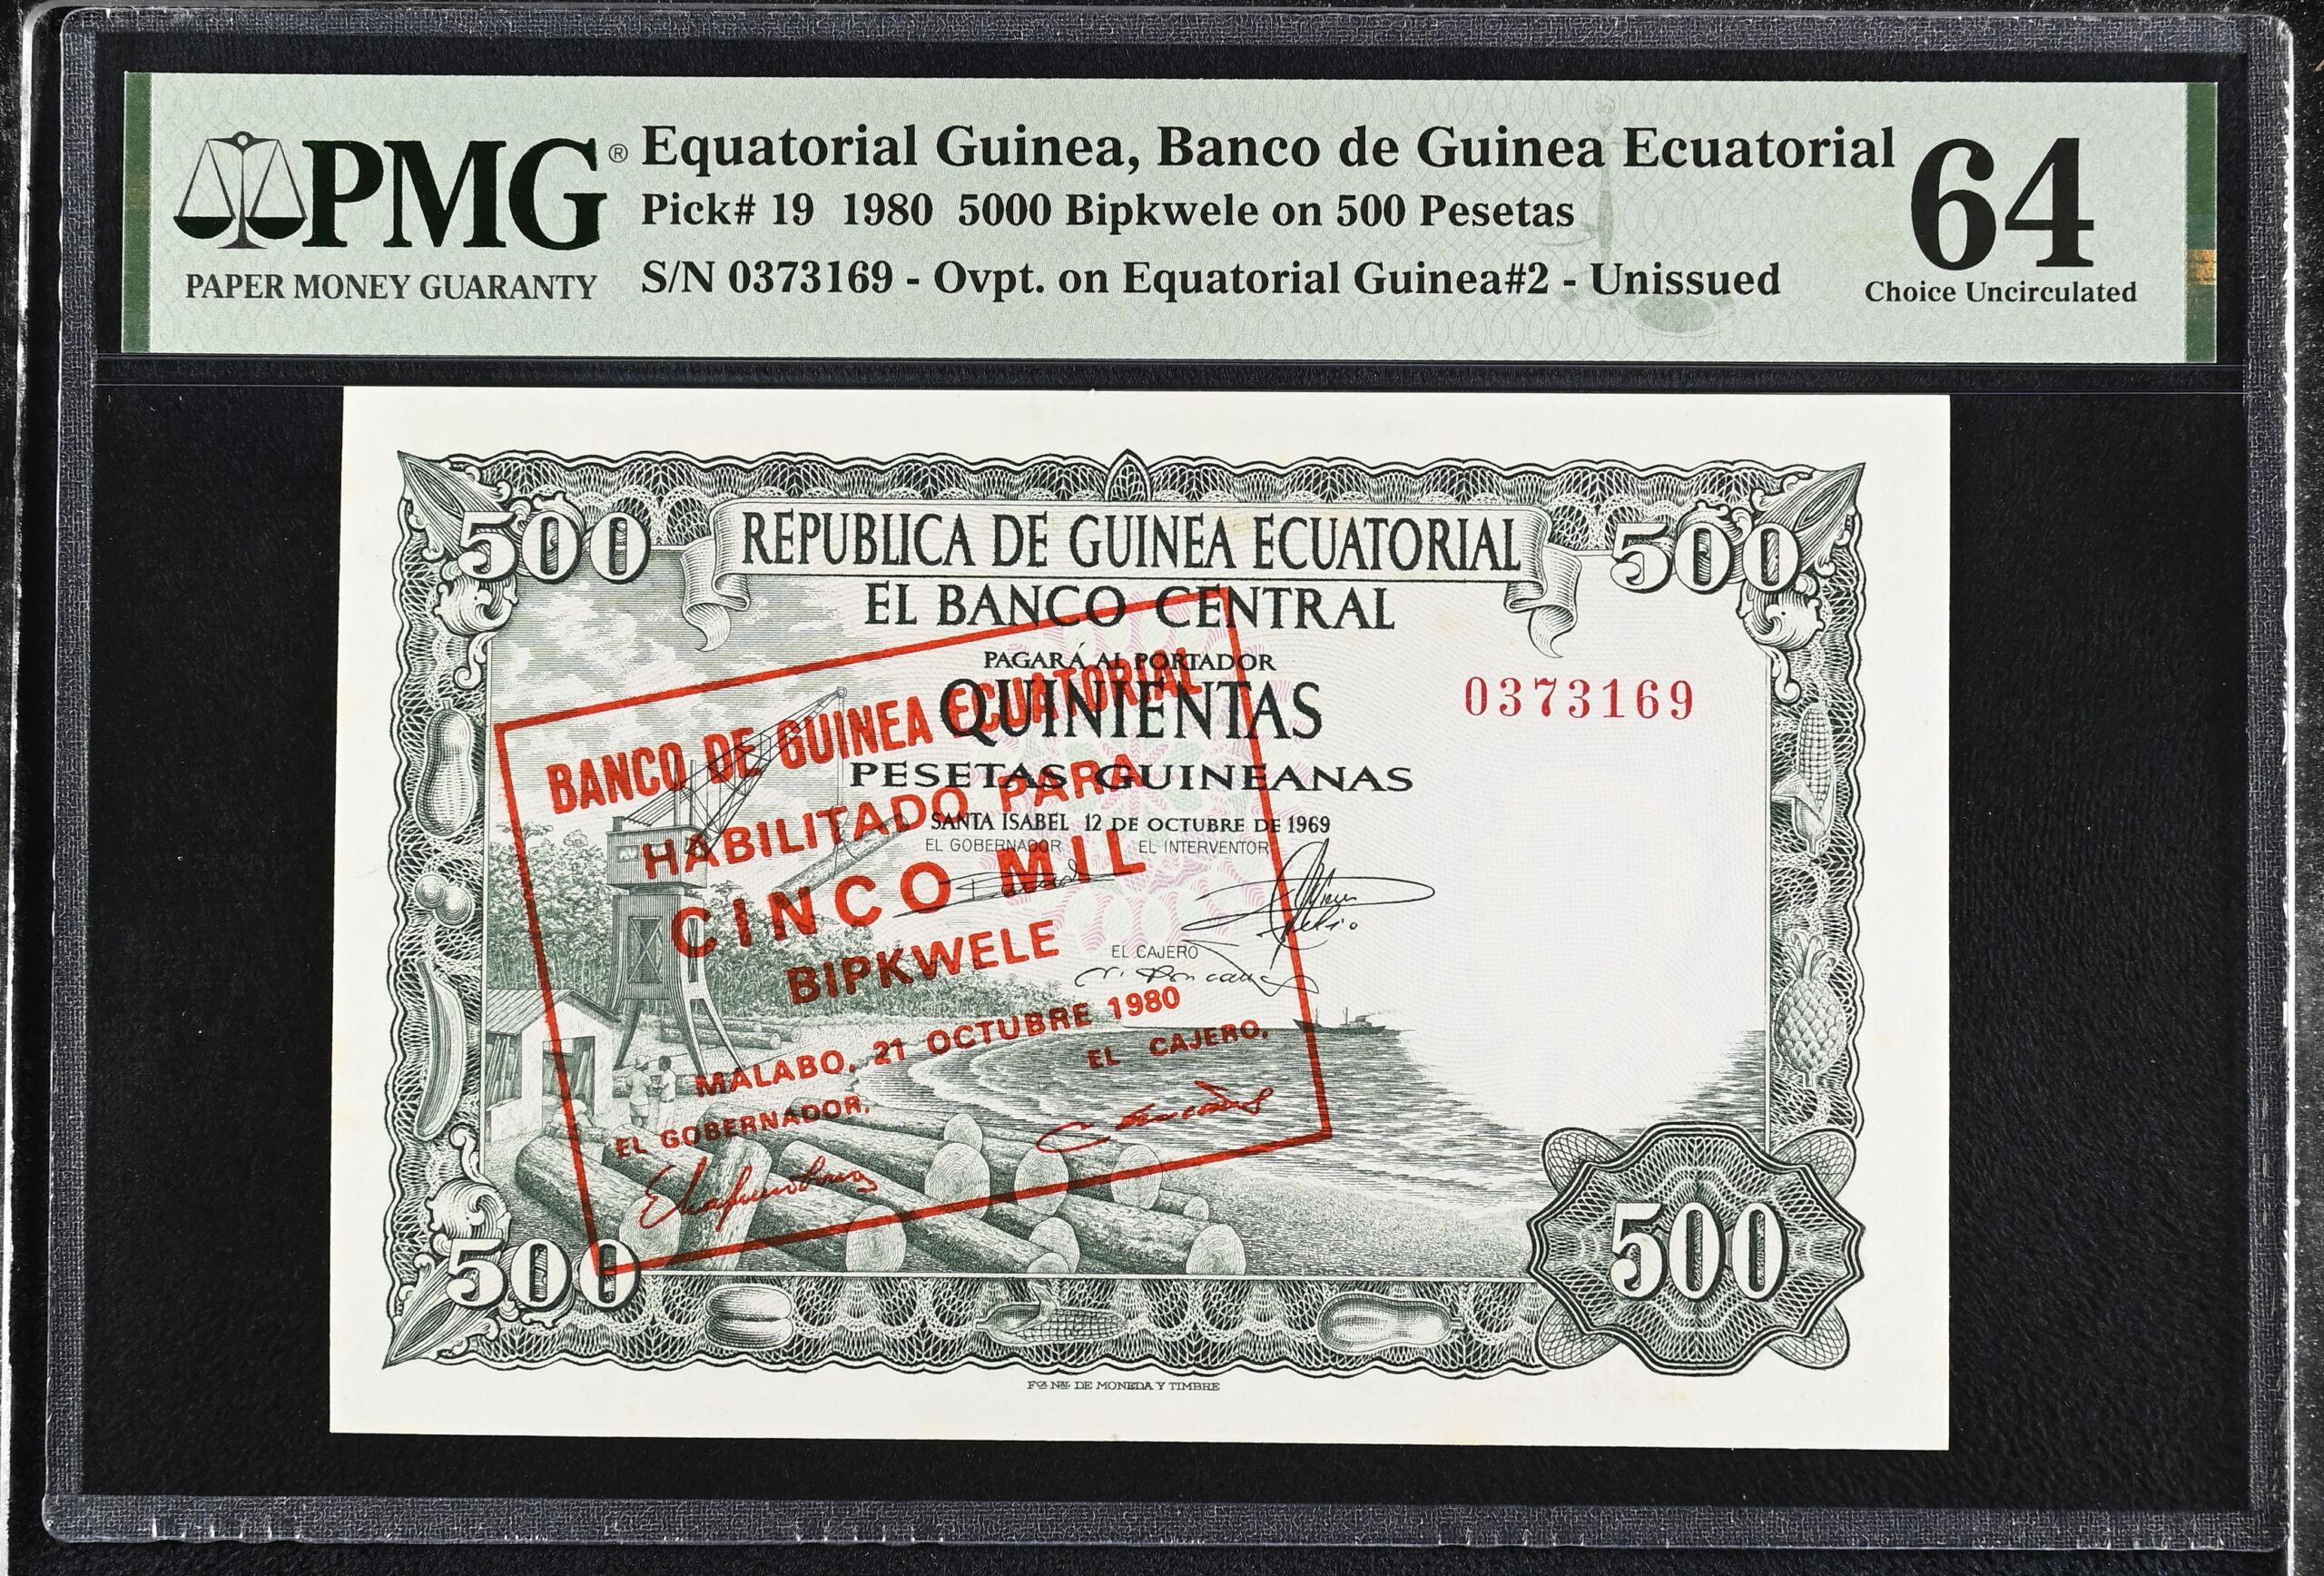 PMG®
PAPER MONEY GUARANTY
Equatorial Guinea, Banco de Guinea Ecuatorial
Pick# 19 1980 5000 Bipkwele on 500 Pesetas
S/N 0373169 - Ovpt. on Equatorial Guinea#2 - Unissued
64
Choice Uncirculated
500
REPUBLICA DE GUINEA ECUATORIAL
500
EL BANCO CENTRAL
PAGARÁ AL PORTADOR
QUINIENTAS
0373169
PESETAS GUINEANAS
SANTA ISABEL 12 DE OCTUBRE DE 1969
EL GOBERNADOR
EL INTERVENTOR
EL CAJERO
BANCO DE GUINEA ECUATORIAL
HABILITADO PARA
CINCO MIL
BIPKWELE
MALABO, 21 OCTUBRE 1980
EL GOBERNADOR,
EL CAJERO,
500
500
Fca. Nal. DE MONEDA Y TIMBRE